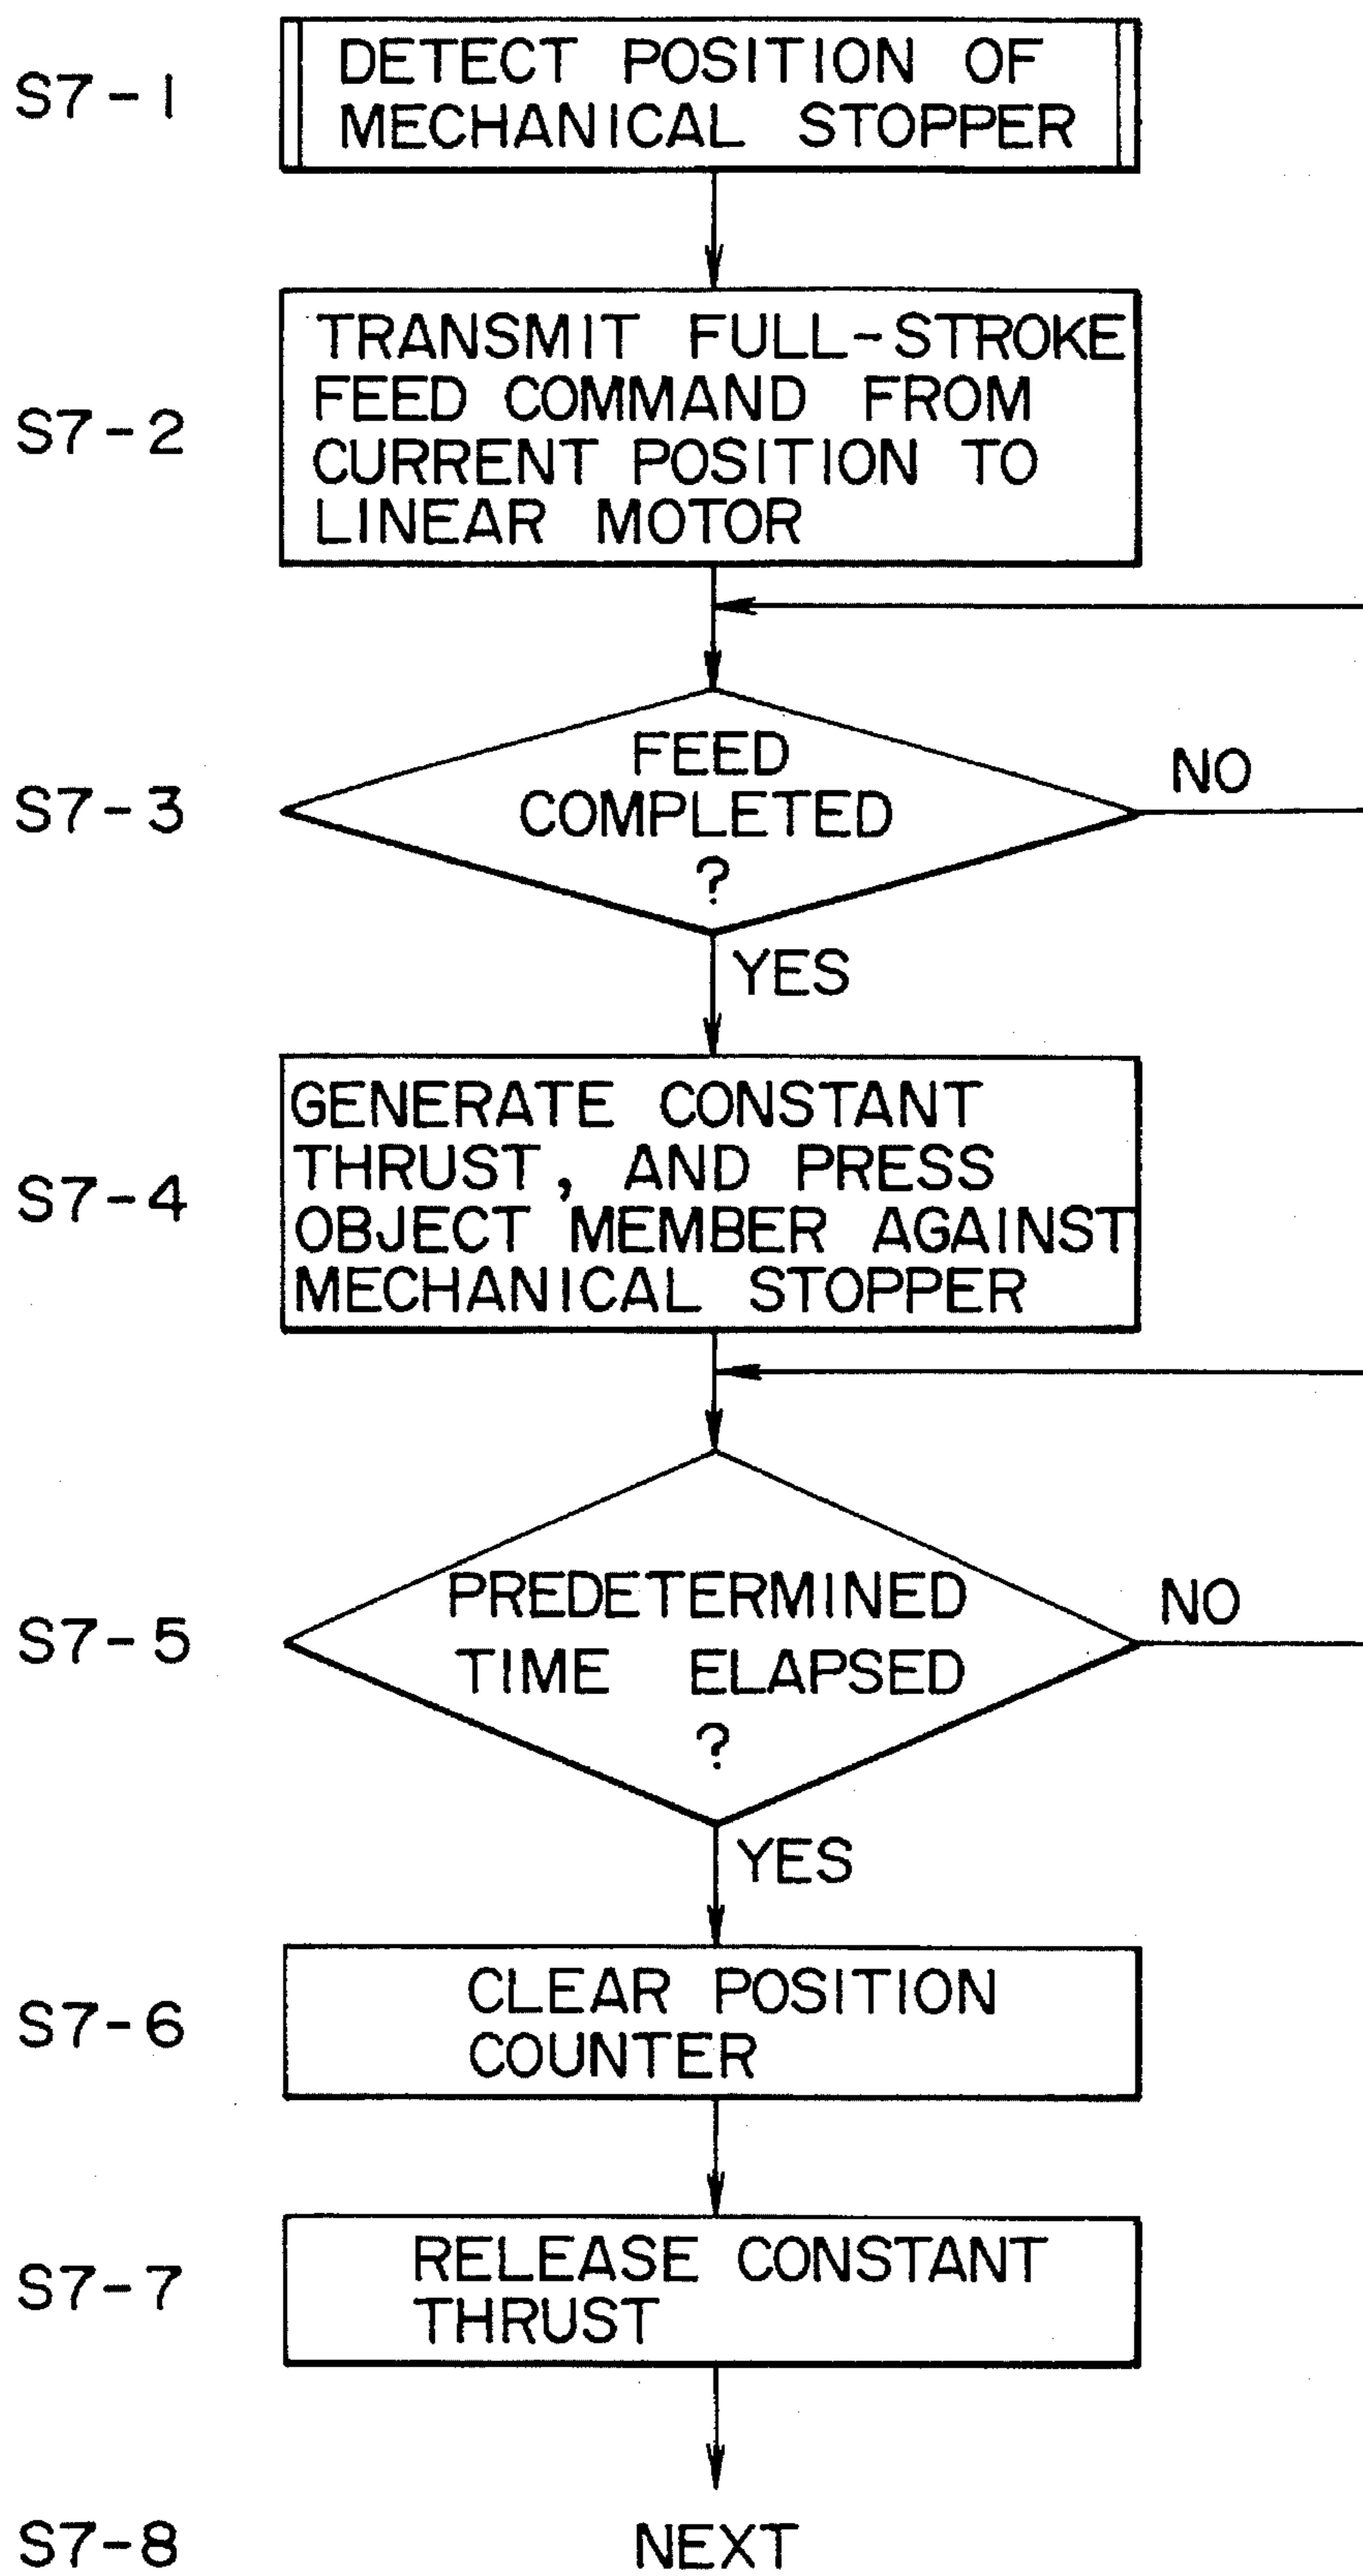 S7-1
DETECT POSITION OF
MECHANICAL STOPPER
S7-2
TRANSMIT FULL-STROKE
FEED COMMAND FROM
CURRENT POSITION TO
LINEAR MOTOR
S7-3
FEED
COMPLETED
?
NO
YES
S7-4
GENERATE CONSTANT
THRUST, AND PRESS
OBJECT MEMBER AGAINST
MECHANICAL STOPPER
S7-5
PREDETERMINED
TIME ELAPSED
?
NO
YES
S7-6
CLEAR POSITION
COUNTER
S7-7
RELEASE CONSTANT
THRUST
S7-8
NEXT